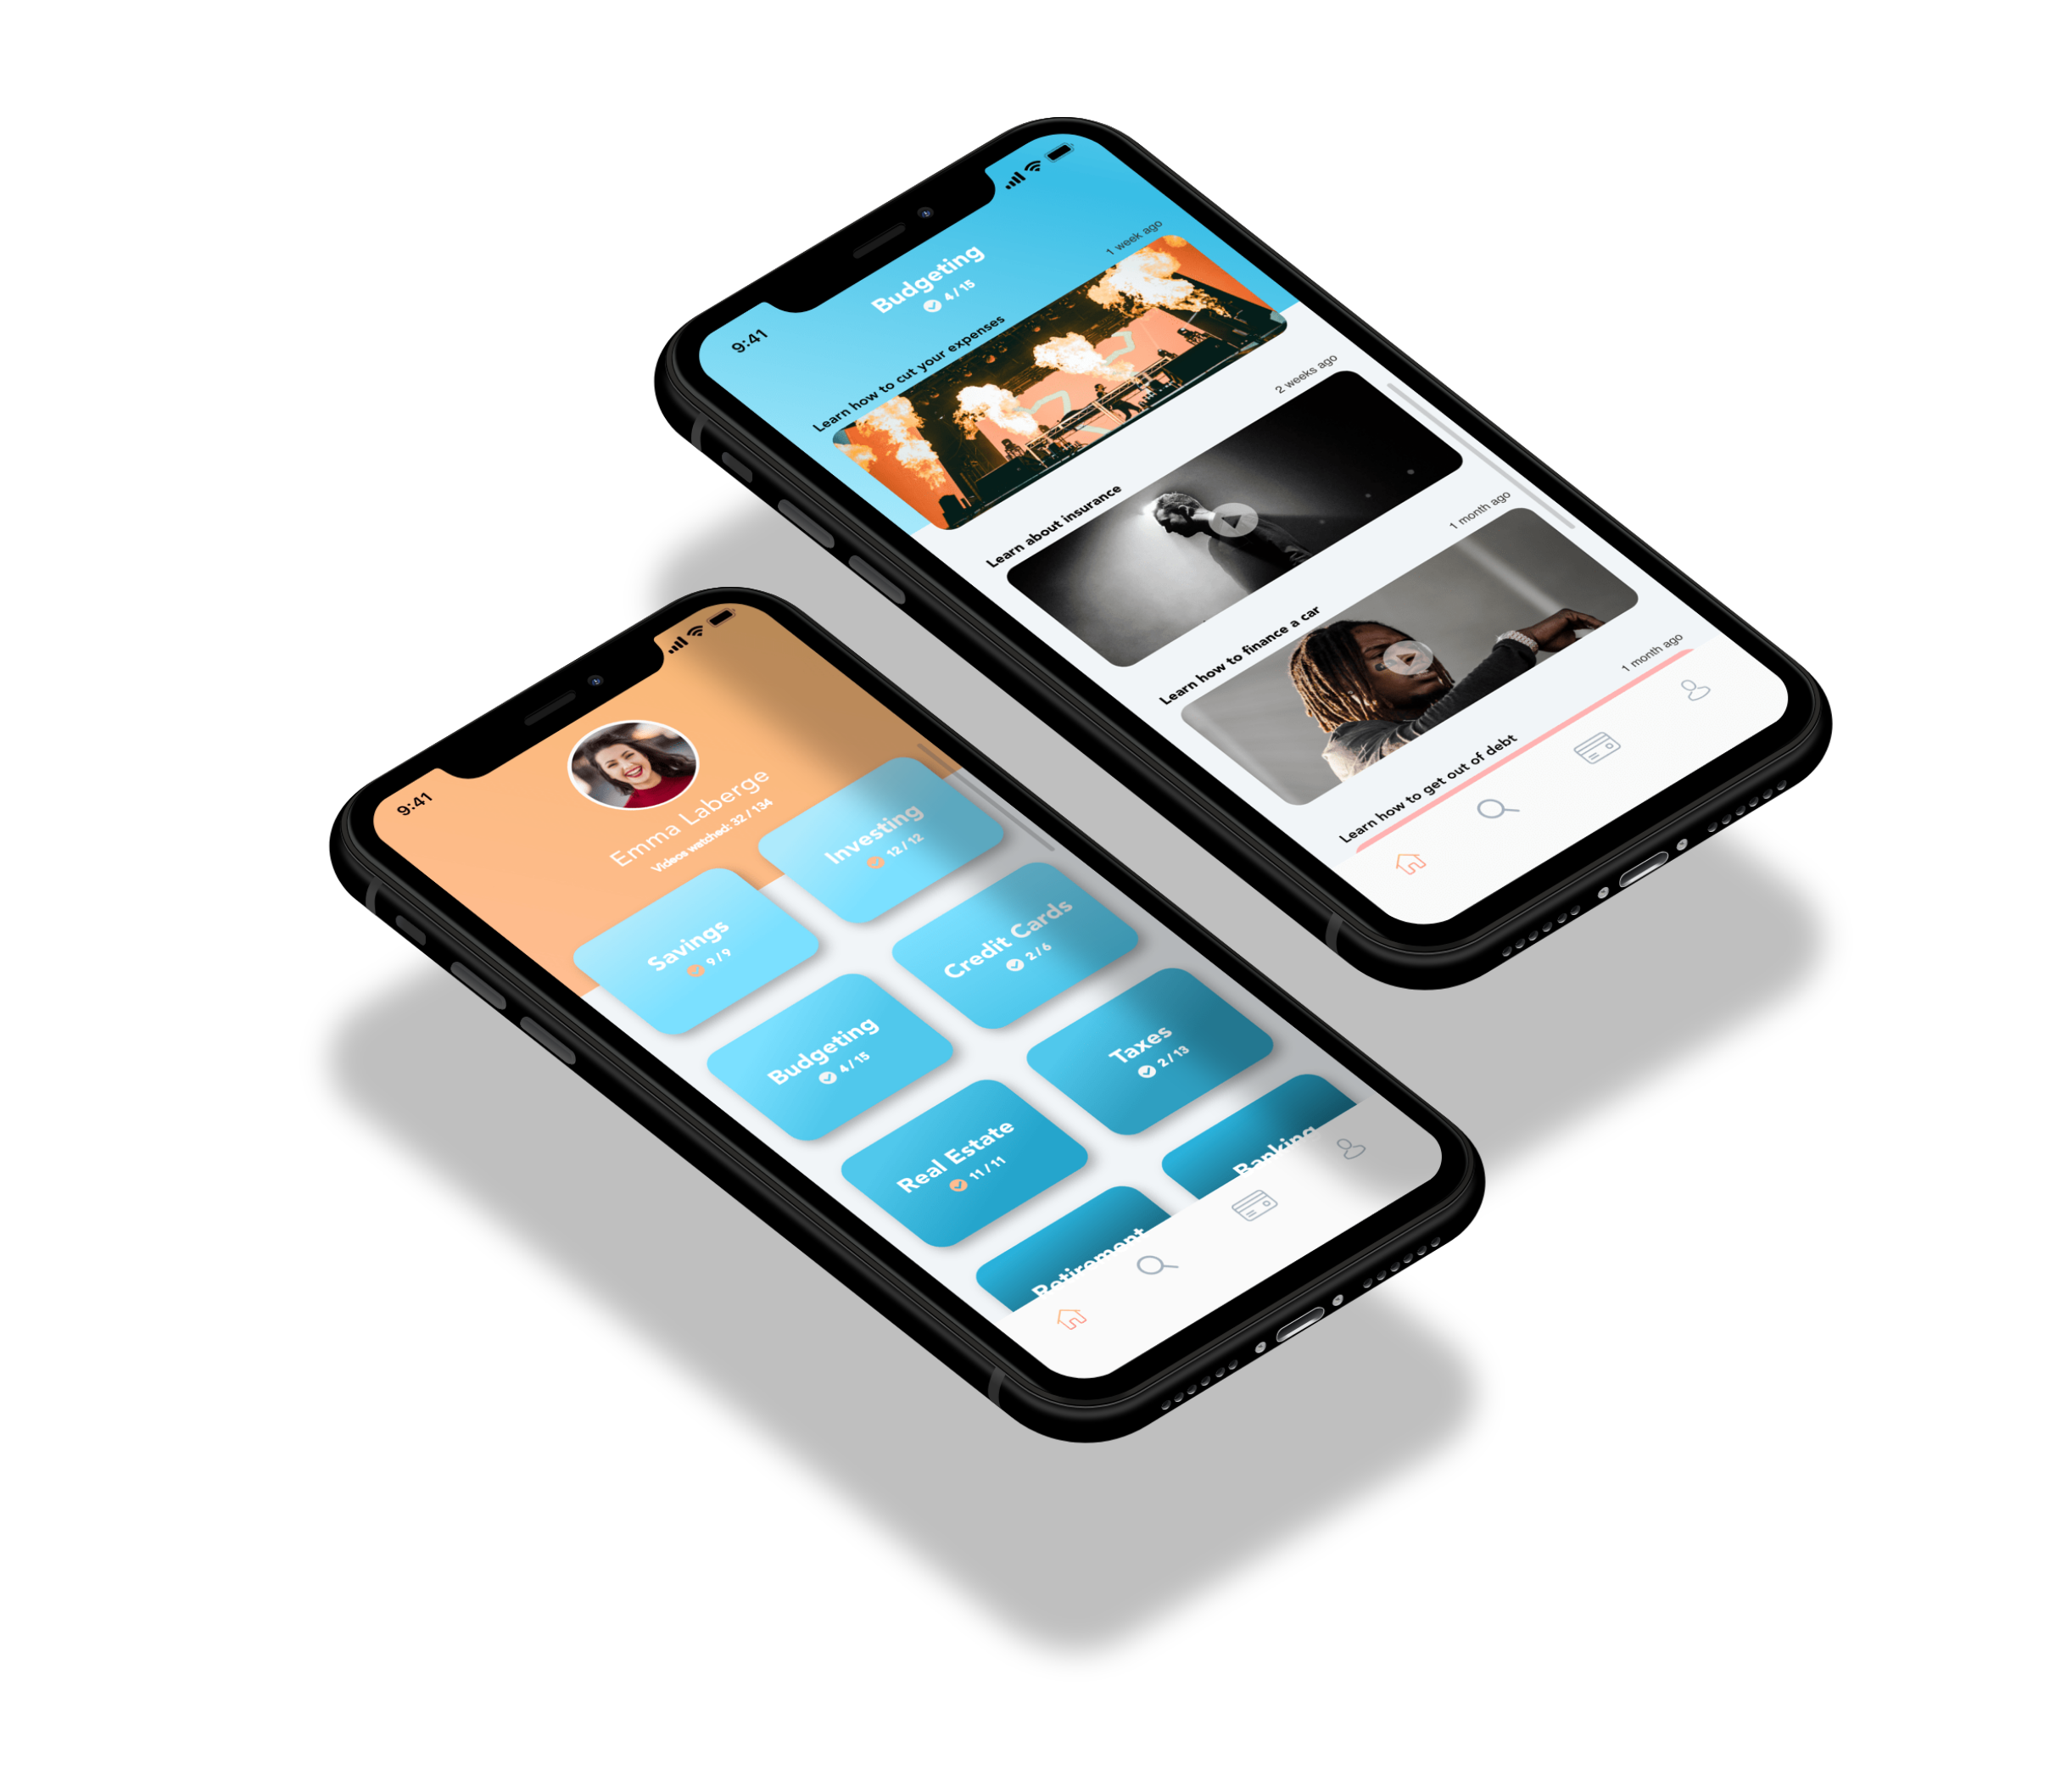 9:41
Budgeting
4/15
Learn how to cut your expenses
1 week ago
Learn about insurance
2 weeks ago
Learn how to finance a car
1 month ago
Learn how to get out of debt
1 month ago
9:41
Emma Laberge
Videos watched: 32 / 134
Savings
9/9
Investing
12/12
Budgeting
4/15
Credit Cards
2/6
Real Estate
11/11
Taxes
2/13
Retirement
Banking